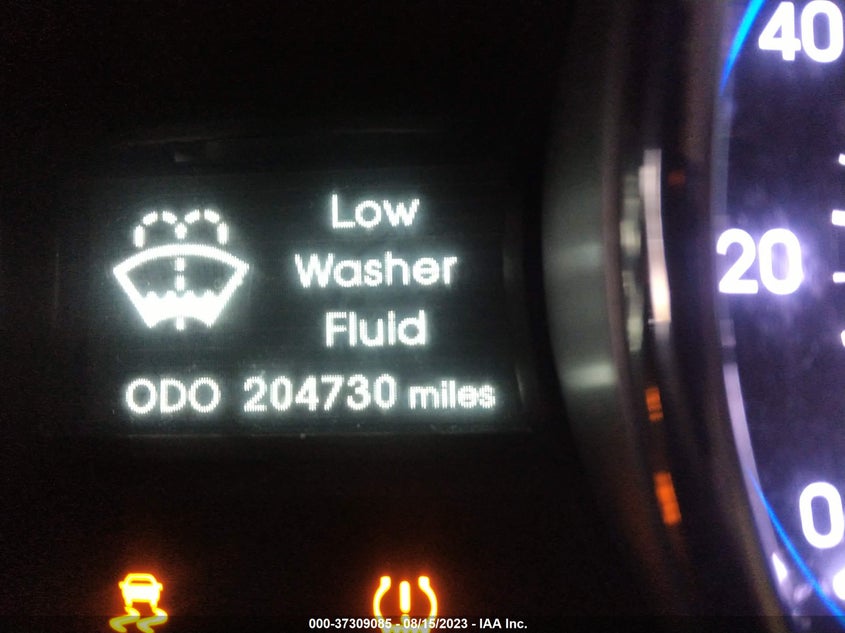 40
Low
Washer
20
Fluid
ODO 204730 miles
0
000-37309085 - 08/15/2023 - IAA Inc.